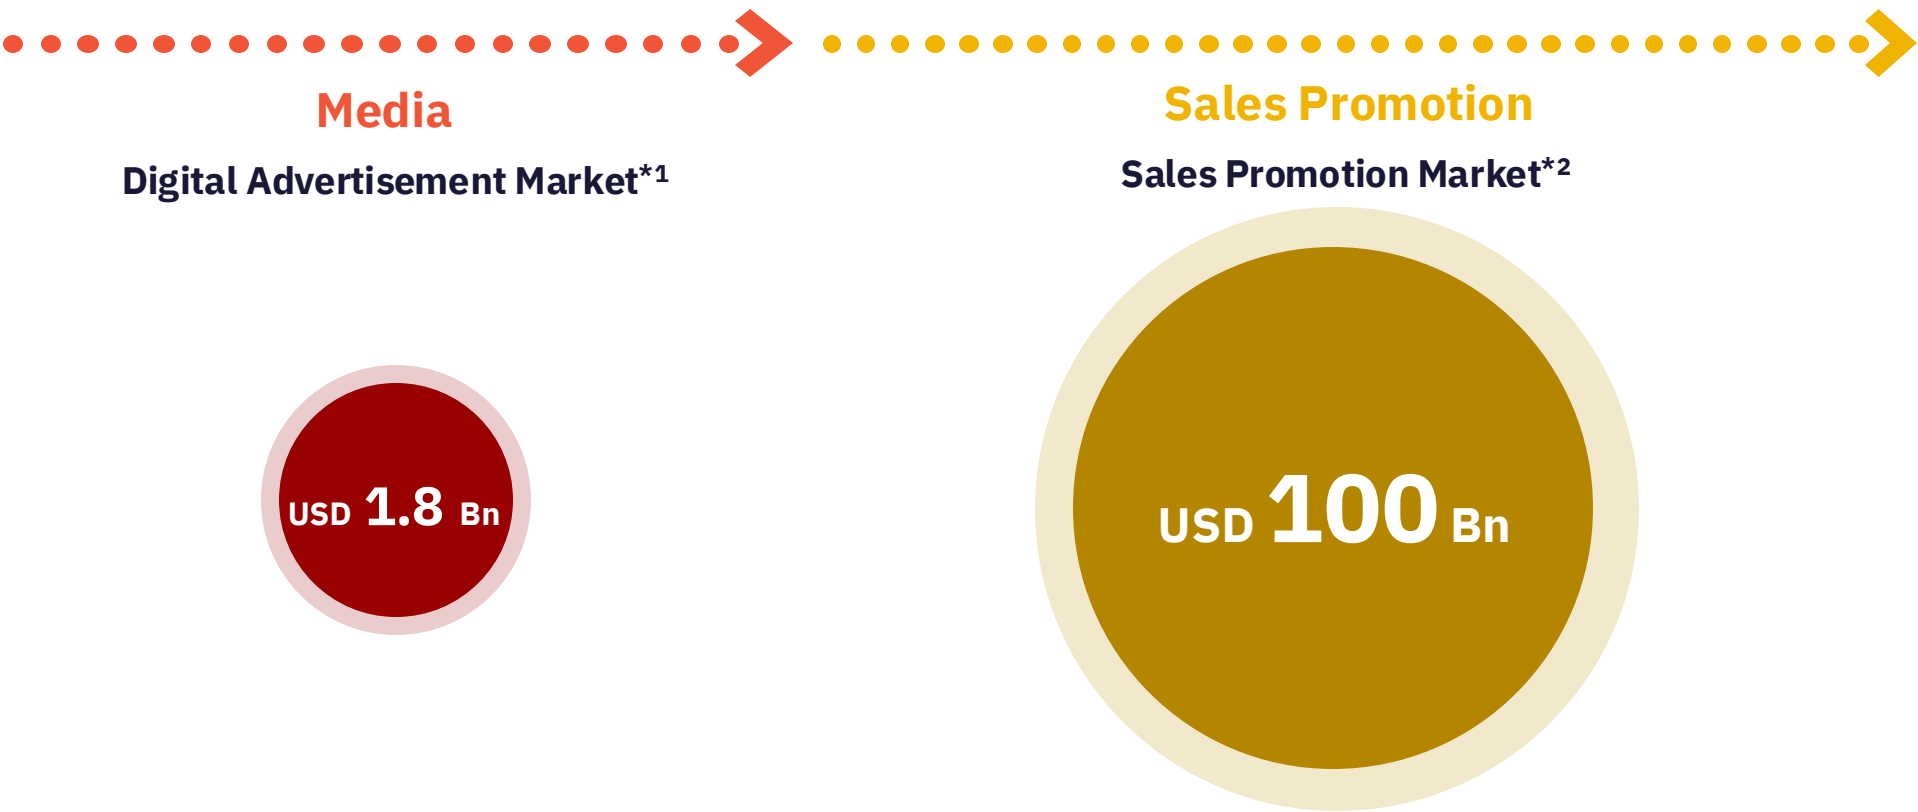 Media
Digital Advertisement Market*1
USD 1.8 Bn
Sales Promotion
Sales Promotion Market*2
USD 100 Bn